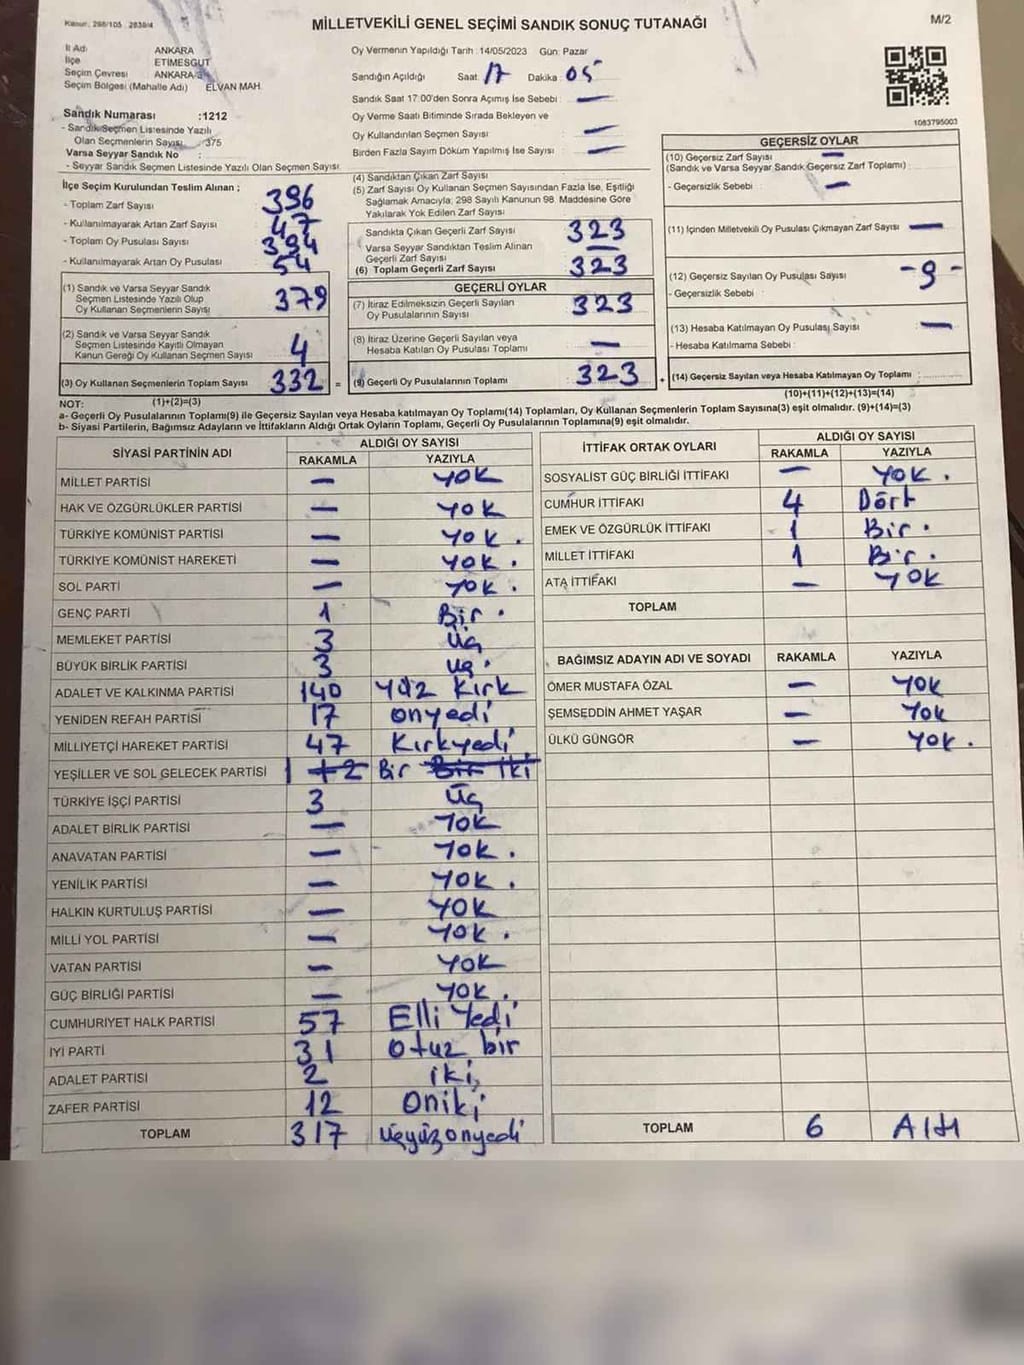 Kanun: 298/105 2839/4
MİLLETVEKİLİ GENEL SEÇİMİ SANDIK SONUÇ TUTANAĞI
M/2
İl Adı ANKARA
İlçe ETİMESGUT
Seçim Çevresi ANKARA-3
Seçim Bölgesi (Mahalle Adı) ELVAN MAH.
Oy Vermenin Yapıldığı Tarih : 14/05/2023 Gün: Pazar
Sandığın Açıldığı Saat 17 Dakika 05
Sandık Saat 17:00'den Sonra Açımış İse Sebebi : —
Oy Verme Saati Bitiminde Sırada Bekleyen ve
Oy Kullandırılan Seçmen Sayısı : —
Birden Fazla Sayım Döküm Yapılmış İse Sayısı : —
1083795003
Sandık Numarası :1212
- Sandık Seçmen Listesinde Yazılı
Olan Seçmenlerin Sayısı : 375
Varsa Seyyar Sandık No :
- Seyyar Sandık Seçmen Listesinde Yazılı Olan Seçmen Sayısı:
İlçe Seçim Kurulundan Teslim Alınan ;
- Toplam Zarf Sayısı : 396
- Kullanılmayarak Artan Zarf Sayısı : 47
- Toplam Oy Pusulası Sayısı : 394
- Kullanılmayarak Artan Oy Pusulası : 54
(1) Sandık ve Varsa Seyyar Sandık
Seçmen Listesinde Yazılı Olup
Oy Kullanan Seçmenlerin Sayısı : 379
(2) Sandık ve Varsa Seyyar Sandık
Seçmen Listesinde Kayıtlı Olmayan
Kanun Gereği Oy Kullanan Seçmen Sayısı : 4
(3) Oy Kullanan Seçmenlerin Toplam Sayısı 332 =
(4) Sandıktan Çıkan Zarf Sayısı :
(5) Zarf Sayısı Oy Kullanan Seçmen Sayısından Fazla İse, Eşitliği
Sağlamak Amacıyla, 298 Sayılı Kanunun 98. Maddesine Göre
Yakılarak Yok Edilen Zarf Sayısı :
Sandıkta Çıkan Geçerli Zarf Sayısı : 323
Varsa Seyyar Sandıktan Teslim Alınan
Geçerli Zarf Sayısı : —
(6) Toplam Geçerli Zarf Sayısı : 323
GEÇERLİ OYLAR
(7) İtiraz Edilmeksizin Geçerli Sayılan
Oy Pusulalarının Sayısı : 323
(8) İtiraz Üzerine Geçerli Sayılan veya
Hesaba Katılan Oy Pusulası Toplamı : —
(9) Geçerli Oy Pusulalarının Toplamı : 323 +
GEÇERSİZ OYLAR
(10) Geçersiz Zarf Sayısı : —
(Sandık ve Varsa Seyyar Sandık Geçersiz Zarf Toplamı)
- Geçersizlik Sebebi : —
(11) İçinden Milletvekili Oy Pusulası Çıkmayan Zarf Sayısı : —
(12) Geçersiz Sayılan Oy Pusulası Sayısı : -9-
- Geçersizlik Sebebi :
(13) Hesaba Katılmayan Oy Pusulası Sayısı : —
- Hesaba Katılmama Sebebi :
(14) Geçersiz Sayılan veya Hesaba Katılmayan Oy Toplamı :
NOT: (1)+(2)=(3)
(10)+(11)+(12)+(13)=(14)
a- Geçerli Oy Pusulalarının Toplamı(9) ile Geçersiz Sayılan veya Hesaba katılmayan Oy Toplamı(14) Toplamları, Oy Kullanan Seçmenlerin Toplam Sayısına(3) eşit olmalıdır. (9)+(14)=(3)
b- Siyasi Partilerin, Bağımsız Adayların ve İttifakların Aldığı Ortak Oyların Toplamı, Geçerli Oy Pusulalarının Toplamına(9) eşit olmalıdır.
SİYASİ PARTİNİN ADI ALDIĞI OY SAYISI
RAKAMLA YAZIYLA
MİLLET PARTİSİ — YOK
HAK VE ÖZGÜRLÜKLER PARTİSİ — YOK
TÜRKİYE KOMÜNİST PARTİSİ — YOK.
TÜRKİYE KOMÜNİST HAREKETİ — YOK.
SOL PARTİ — YOK.
GENÇ PARTİ 1 Bir.
MEMLEKET PARTİSİ 3 üç
BÜYÜK BİRLİK PARTİSİ 3 üç.
ADALET VE KALKINMA PARTİSİ 140 yüz kırk
YENİDEN REFAH PARTİSİ 17 onyedi
MİLLİYETÇİ HAREKET PARTİSİ 47 Kırkyedi
YEŞİLLER VE SOL GELECEK PARTİSİ 1 +2 Bir Bir iki
TÜRKİYE İŞÇİ PARTİSİ 3 Üç
ADALET BİRLİK PARTİSİ — YOK
ANAVATAN PARTİSİ — YOK.
YENİLİK PARTİSİ — YOK.
HALKIN KURTULUŞ PARTİSİ — YOK
MİLLİ YOL PARTİSİ — YOK.
VATAN PARTİSİ — YOK
GÜÇ BİRLİĞİ PARTİSİ — YOK.
CUMHURİYET HALK PARTİSİ 57 Elli Yedi
İYİ PARTİ 31 otuz bir
ADALET PARTİSİ 2 iki
ZAFER PARTİSİ 12 Oniki
TOPLAM 317 üçyüzonyedi
İTTİFAK ORTAK OYLARI ALDIĞI OY SAYISI
RAKAMLA YAZIYLA
SOSYALİST GÜÇ BİRLİĞİ İTTİFAKI — YOK.
CUMHUR İTTİFAKI 4 Dört
EMEK VE ÖZGÜRLÜK İTTİFAKI 1 Bir.
MİLLET İTTİFAKI 1 Bir.
ATA İTTİFAKI — YOK
TOPLAM
BAĞIMSIZ ADAYIN ADI VE SOYADI RAKAMLA YAZIYLA
ÖMER MUSTAFA ÖZAL — YOK
ŞEMSEDDİN AHMET YAŞAR — YOK
ÜLKÜ GÜNGÖR — YOK.
TOPLAM 6 Altı